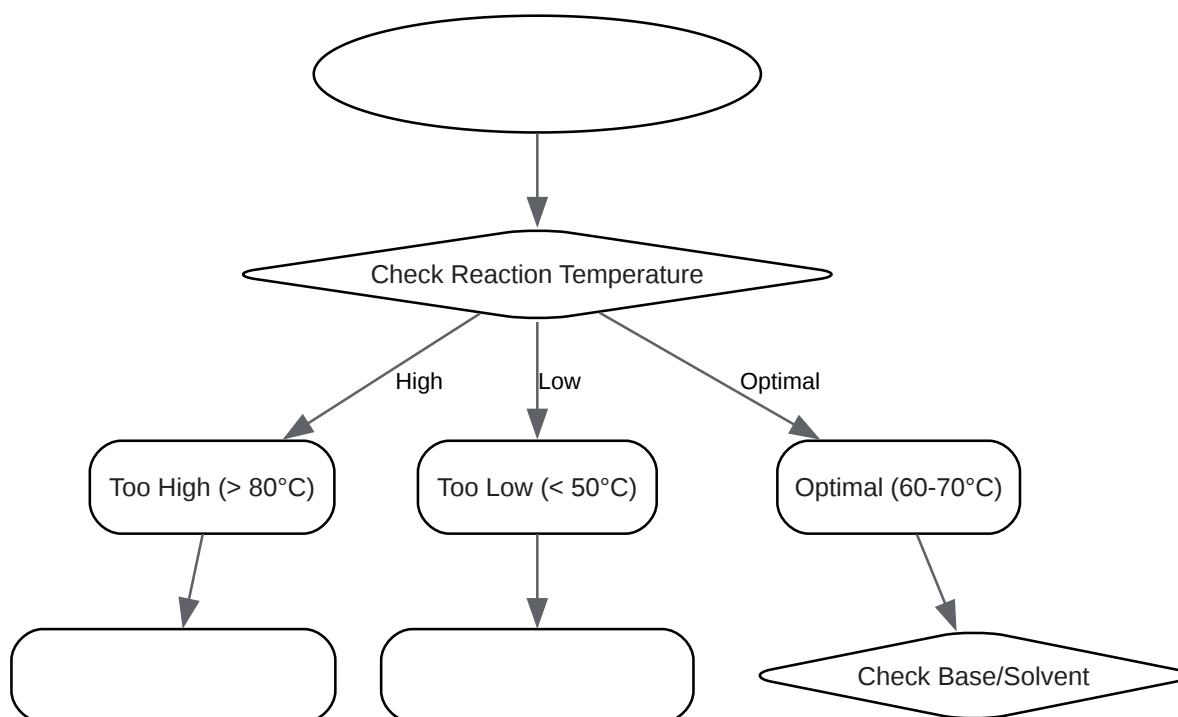 Check Reaction Temperature
High
Low
Optimal
Too High (> 80°C)
Too Low (< 50°C)
Optimal (60-70°C)
Check Base/Solvent